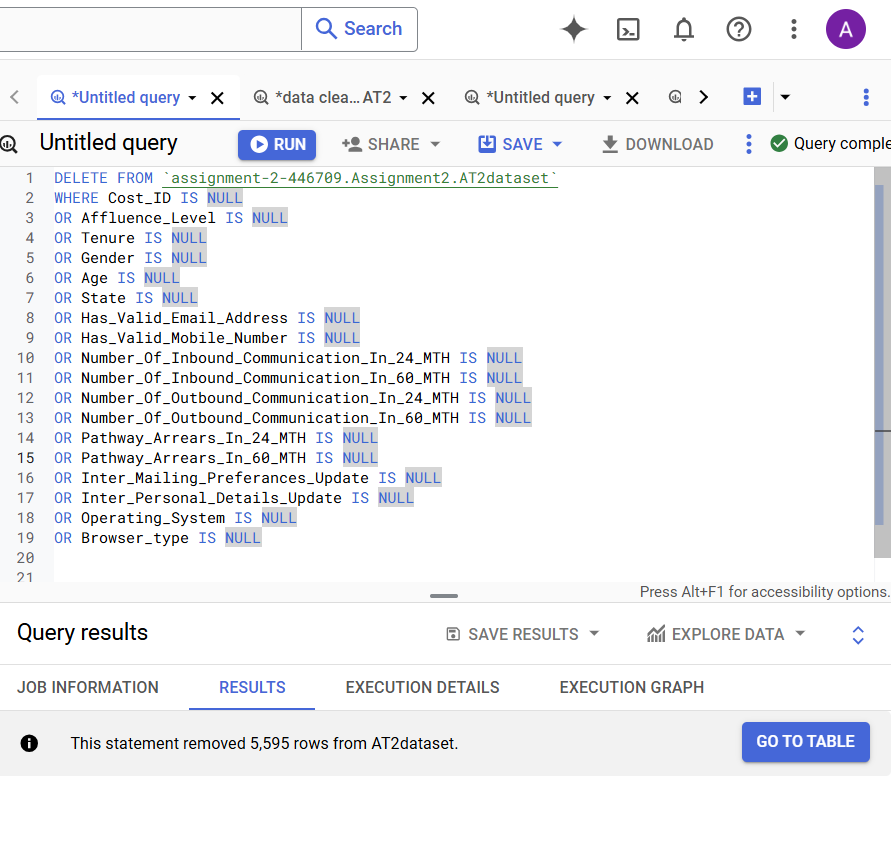 Search
A
*Untitled query
*data clea... AT2
*Untitled query
Untitled query
RUN
SHARE
SAVE
DOWNLOAD
Query comple
1 DELETE FROM `assignment-2-446709.Assignment2.AT2dataset`
2 WHERE Cost_ID IS NULL
3 OR Affluence_Level IS NULL
4 OR Tenure IS NULL
5 OR Gender IS NULL
6 OR Age IS NULL
7 OR State IS NULL
8 OR Has_Valid_Email_Address IS NULL
9 OR Has_Valid_Mobile_Number IS NULL
10 OR Number_Of_Inbound_Communication_In_24_MTH IS NULL
11 OR Number_Of_Inbound_Communication_In_60_MTH IS NULL
12 OR Number_Of_Outbound_Communication_In_24_MTH IS NULL
13 OR Number_Of_Outbound_Communication_In_60_MTH IS NULL
14 OR Pathway_Arrears_In_24_MTH IS NULL
15 OR Pathway_Arrears_In_60_MTH IS NULL
16 OR Inter_Mailing_Preferances_Update IS NULL
17 OR Inter_Personal_Details_Update IS NULL
18 OR Operating_System IS NULL
19 OR Browser_type IS NULL
20
21
Press Alt+F1 for accessibility options.
Query results
SAVE RESULTS
EXPLORE DATA
JOB INFORMATION
RESULTS
EXECUTION DETAILS
EXECUTION GRAPH
This statement removed 5,595 rows from AT2dataset.
GO TO TABLE